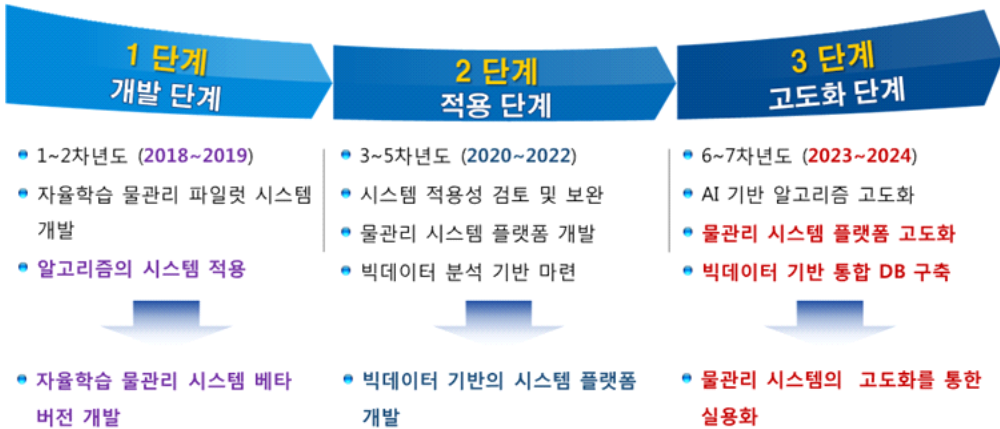 1 단계
개발 단계
1~2차년도 (2018~2019)
자율학습 물관리 파일럿 시스템
개발
알고리즘의 시스템 적용
자율학습 물관리 시스템 베타
버전 개발
2 단계
적용 단계
3~5차년도 (2020~2022)
시스템 적용성 검토 및 보완
물관리 시스템 플랫폼 개발
빅데이터 분석 기반 마련
빅데이터 기반의 시스템 플랫폼
개발
3 단계
고도화 단계
6~7차년도 (2023~2024)
AI 기반 알고리즘 고도화
물관리 시스템 플랫폼 고도화
빅데이터 기반 통합 DB 구축
물관리 시스템의 고도화를 통한
실용화